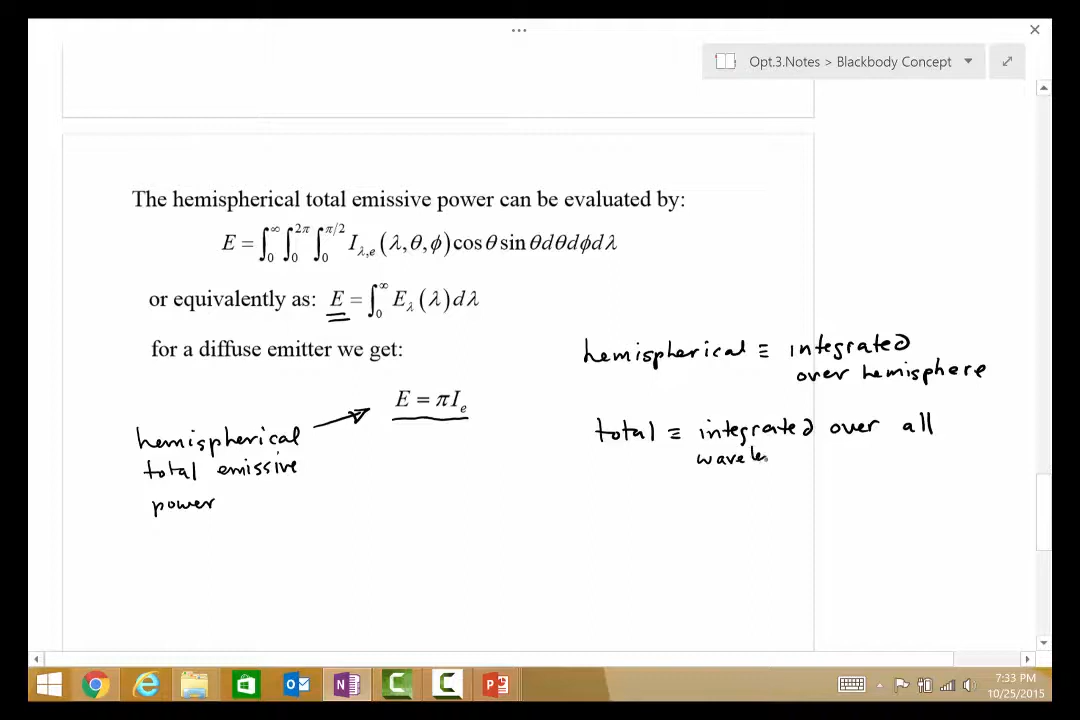 Opt.3.Notes > Blackbody Concept
The hemispherical total emissive power can be evaluated by:
E = ∫₀^∞ ∫₀^2π ∫₀^π/2 I_λ,e (λ,θ,ϕ) cos θ sin θ dθ dϕ dλ
or equivalently as: E = ∫₀^∞ E_λ (λ) dλ
for a diffuse emitter we get:
E = πI_e
hemispherical
total emissive
power
hemispherical ≡ integrated
over hemisphere
total ≡ integrated over all
wavele
7:33 PM
10/25/2015